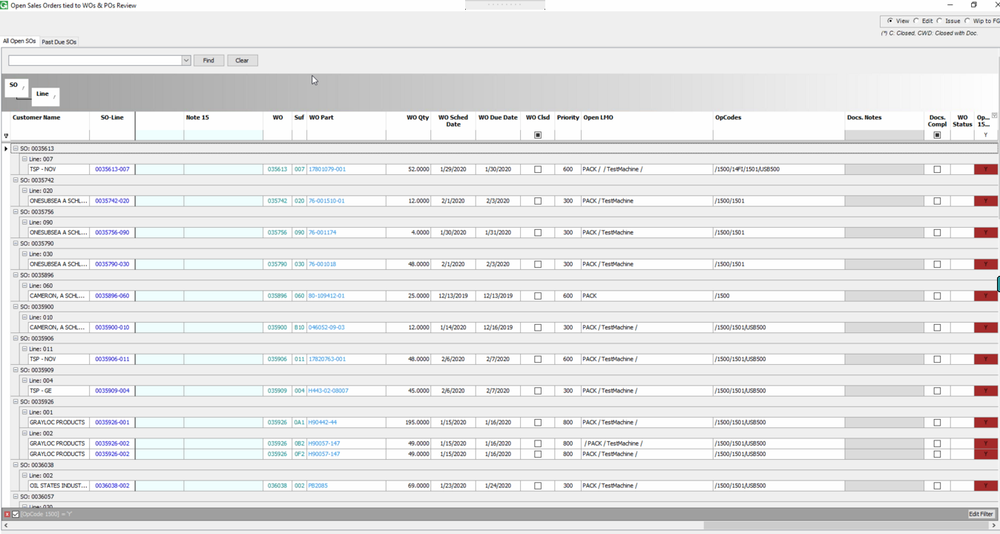 Open Sales Orders tied to WOs & POs Review
View Edit Issue Wip to FG
(*) C: Closed. CWD: Closed with Doc.
All Open SOs Past Due SOs
Find Clear
SO /
Line /
Customer Name SO-Line Note 15 WO Suf WO Part WO Qty WO Sched Date WO Due Date WO Clsd Priority Open LMO OpCodes Docs. Notes Docs. Compl WO Status Op... 15...
Y
SO: 0035613
Line: 007
TSP - NOV 0035613-007 035613 007 17801079-001 52.0000 1/29/2020 1/30/2020 600 PACK / / TestMachine / /1500/14FI/1501/USB500 Y
SO: 0035742
Line: 020
ONESUBSEA A SCHL... 0035742-020 035742 020 76-001510-01 12.0000 2/1/2020 2/3/2020 300 PACK / TestMachine /1500/1501 Y
SO: 0035756
Line: 090
ONESUBSEA A SCHL... 0035756-090 035756 090 76-001174 4.0000 1/30/2020 1/31/2020 300 PACK / TestMachine /1500/1501 Y
SO: 0035790
Line: 030
ONESUBSEA A SCHL... 0035790-030 035790 030 76-001018 48.0000 2/1/2020 2/3/2020 300 PACK / TestMachine /1500/1501 Y
SO: 0035896
Line: 060
CAMERON, A SCHL... 0035896-060 035896 060 80-109412-01 25.0000 12/13/2019 12/13/2019 600 PACK /1500 Y
SO: 0035900
Line: 010
CAMERON, A SCHL... 0035900-010 035900 B10 046052-09-03 12.0000 1/14/2020 12/16/2019 300 PACK / TestMachine / /1500/1501/USB500 Y
SO: 0035906
Line: 011
TSP - NOV 0035906-011 035906 011 17820763-001 48.0000 2/6/2020 2/7/2020 600 PACK / TestMachine / /1500/1501/USB500 Y
SO: 0035909
Line: 004
TSP - GE 0035909-004 035909 004 H443-02-08007 45.0000 2/6/2020 2/7/2020 300 PACK / TestMachine / /1500/1501/USB500 Y
SO: 0035926
Line: 001
GRAYLOC PRODUCTS 0035926-001 035926 0A1 H90442-44 195.0000 1/15/2020 1/16/2020 800 PACK / TestMachine / /1500/1501/USB500 Y
Line: 002
GRAYLOC PRODUCTS 0035926-002 035926 0B2 H90057-147 49.0000 1/15/2020 1/16/2020 800 / PACK / TestMachine / /1500/1501/USB500 Y
GRAYLOC PRODUCTS 0035926-002 035926 0F2 H90057-147 49.0000 1/15/2020 1/16/2020 800 PACK / TestMachine / /1500/1501/USB500 Y
SO: 0036038
Line: 002
OIL STATES INDUST... 0036038-002 036038 002 PB2085 69.0000 1/23/2020 1/24/2020 300 PACK / TestMachine / /1500/1501/USB500 Y
SO: 0036057
Line: 030
[OpCode 1500] = 'Y' Edit Filter